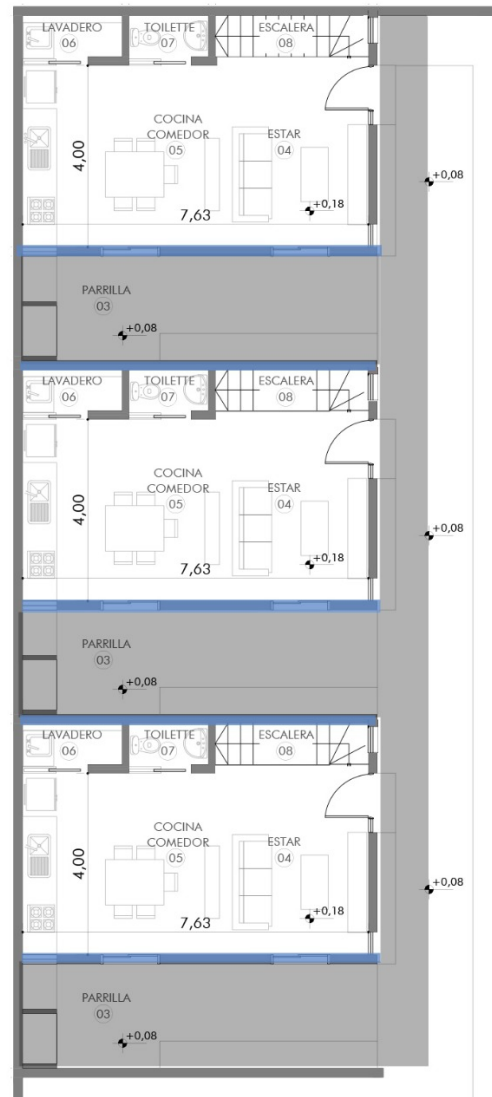 LAVADERO TOILETTE ESCALERA
06 07 08
COCINA
COMEDOR ESTAR
05 04
4,00
+0,08
+0,18
7,63
PARRILLA
03
+0,08
LAVADERO TOILETTE ESCALERA
06 07 08
COCINA
COMEDOR ESTAR
05 04
4,00
+0,08
+0,18
7,63
PARRILLA
03
+0,08
LAVADERO TOILETTE ESCALERA
06 07 08
COCINA
COMEDOR ESTAR
05 04
4,00
+0,08
+0,18
7,63
PARRILLA
03
+0,08